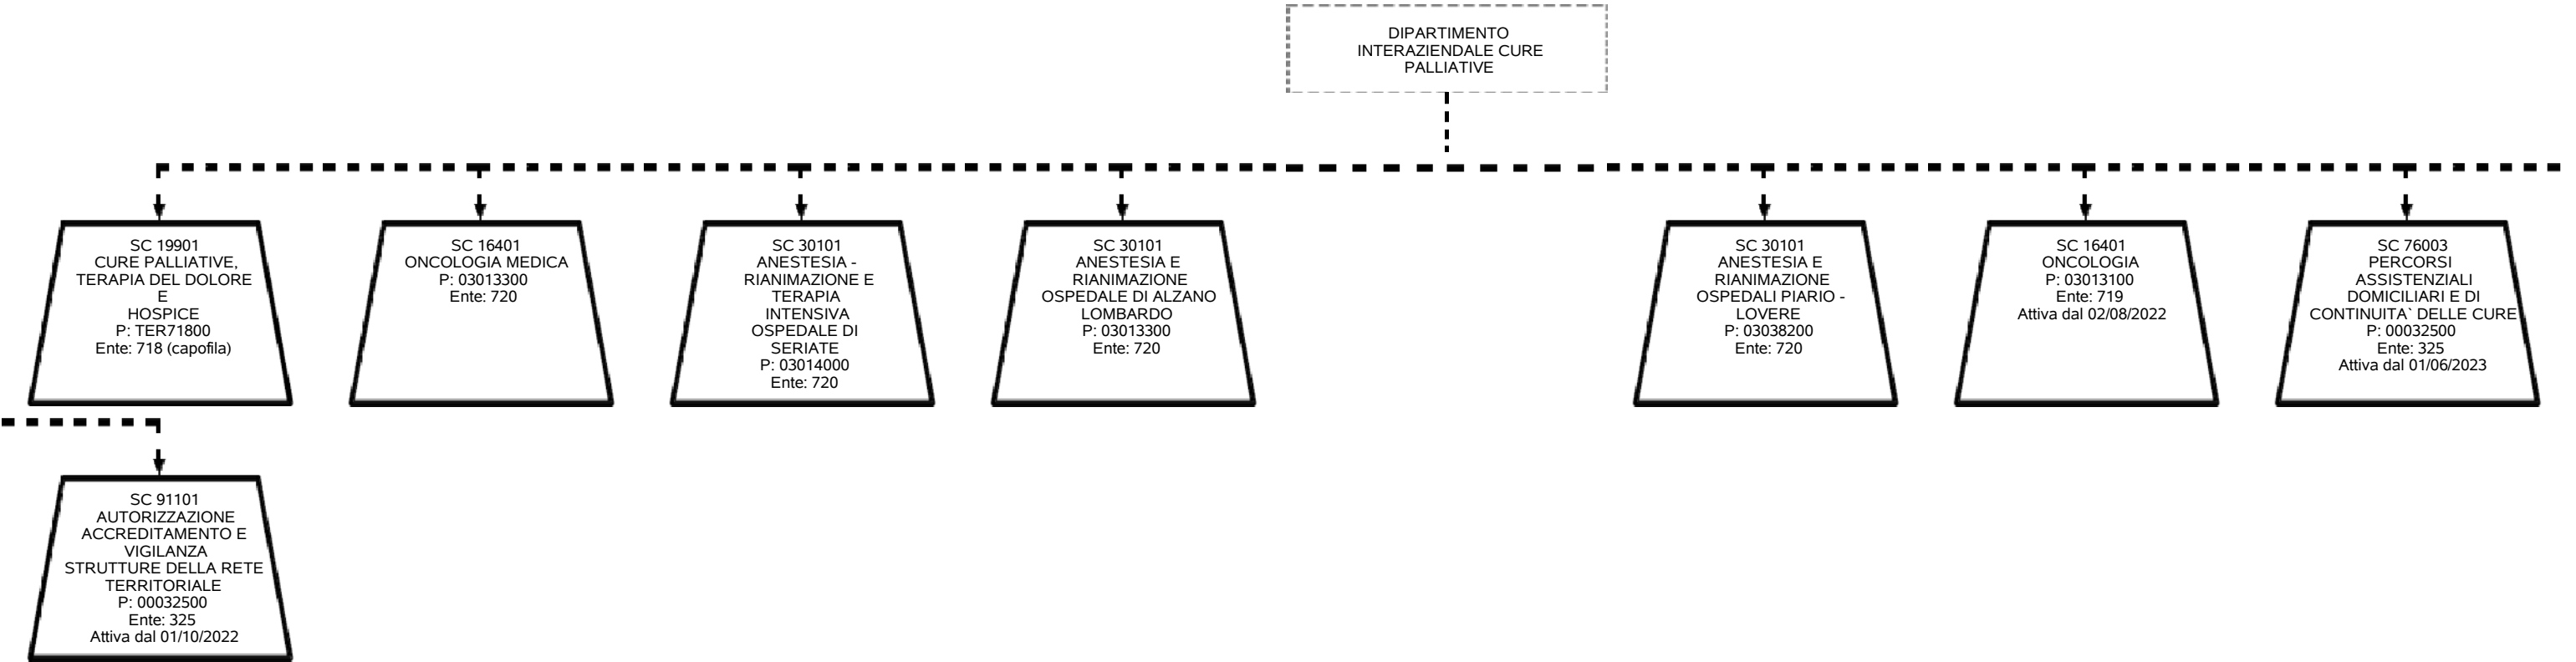 DIPARTIMENTO
INTERAZIENDALE CURE
PALLIATIVE
SC 19901
CURE PALLIATIVE,
TERAPIA DEL DOLORE
E
HOSPICE
P: TER71800
Ente: 718 (capofila)
SC 16401
ONCOLOGIA MEDICA
P: 03013300
Ente: 720
SC 30101
ANESTESIA -
RIANIMAZIONE E
TERAPIA
INTENSIVA
OSPEDALE DI
SERIATE
P: 03014000
Ente: 720
SC 30101
ANESTESIA E
RIANIMAZIONE
OSPEDALE DI ALZANO
LOMBARDO
P: 03013300
Ente: 720
SC 30101
ANESTESIA E
RIANIMAZIONE
OSPEDALI PIARIO -
LOVERE
P: 03038200
Ente: 720
SC 16401
ONCOLOGIA
P: 03013100
Ente: 719
Attiva dal 02/08/2022
SC 76003
PERCORSI
ASSISTENZIALI
DOMICILIARI E DI
CONTINUITA` DELLE CURE
P: 00032500
Ente: 325
Attiva dal 01/06/2023
SC 91101
AUTORIZZAZIONE
ACCREDITAMENTO E
VIGILANZA
STRUTTURE DELLA RETE
TERRITORIALE
P: 00032500
Ente: 325
Attiva dal 01/10/2022